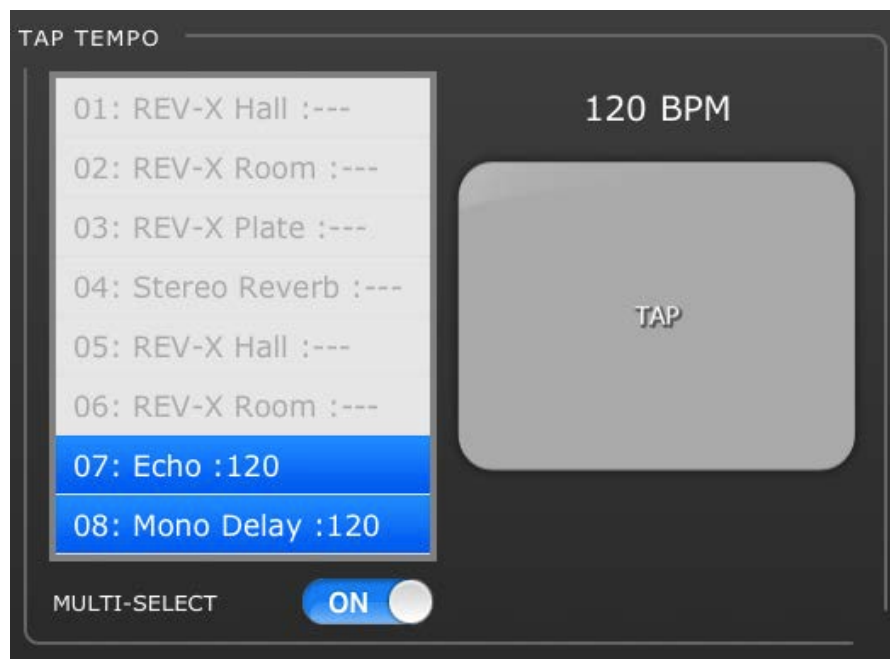 TAP TEMPO
01: REV-X Hall :---
02: REV-X Room :---
03: REV-X Plate :---
04: Stereo Reverb :---
05: REV-X Hall :---
06: REV-X Room :---
07: Echo :120
08: Mono Delay :120
MULTI-SELECT ON
120 BPM
TAP